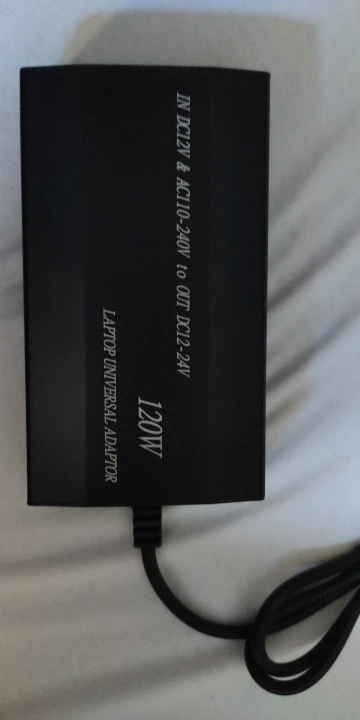 IN DC12V & AC110-240V to OUT DC12-24V
120W
LAPTOP UNIVERSAL ADAPTOR